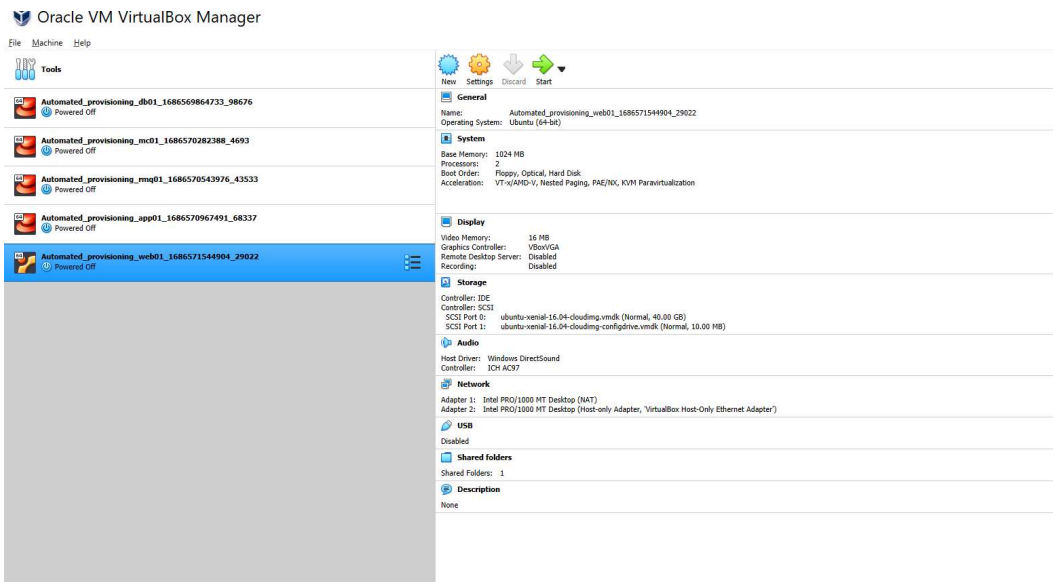 Oracle VM VirtualBox Manager
File Machine Help
Tools
New Settings Discard Start
64
Automated_provisioning_db01_1686569864733_98676
Powered Off
64
Automated_provisioning_mc01_1686570282388_4693
Powered Off
64
Automated_provisioning_rmq01_1686570543976_43533
Powered Off
64
Automated_provisioning_app01_1686570967491_68337
Powered Off
64
Automated_provisioning_web01_1686571544904_29022
Powered Off
General
Name: Automated_provisioning_web01_1686571544904_29022
Operating System: Ubuntu (64-bit)
System
Base Memory: 1024 MB
Processors: 2
Boot Order: Floppy, Optical, Hard Disk
Acceleration: VT-x/AMD-V, Nested Paging, PAE/NX, KVM Paravirtualization
Display
Video Memory: 16 MB
Graphics Controller: VBoxVGA
Remote Desktop Server: Disabled
Recording: Disabled
Storage
Controller: IDE
Controller: SCSI
SCSI Port 0: ubuntu-xenial-16.04-cloudimg.vmdk (Normal, 40.00 GB)
SCSI Port 1: ubuntu-xenial-16.04-cloudimg-configdrive.vmdk (Normal, 10.00 MB)
Audio
Host Driver: Windows DirectSound
Controller: ICH AC97
Network
Adapter 1: Intel PRO/1000 MT Desktop (NAT)
Adapter 2: Intel PRO/1000 MT Desktop (Host-only Adapter, 'VirtualBox Host-Only Ethernet Adapter')
USB
Disabled
Shared folders
Shared Folders: 1
Description
None